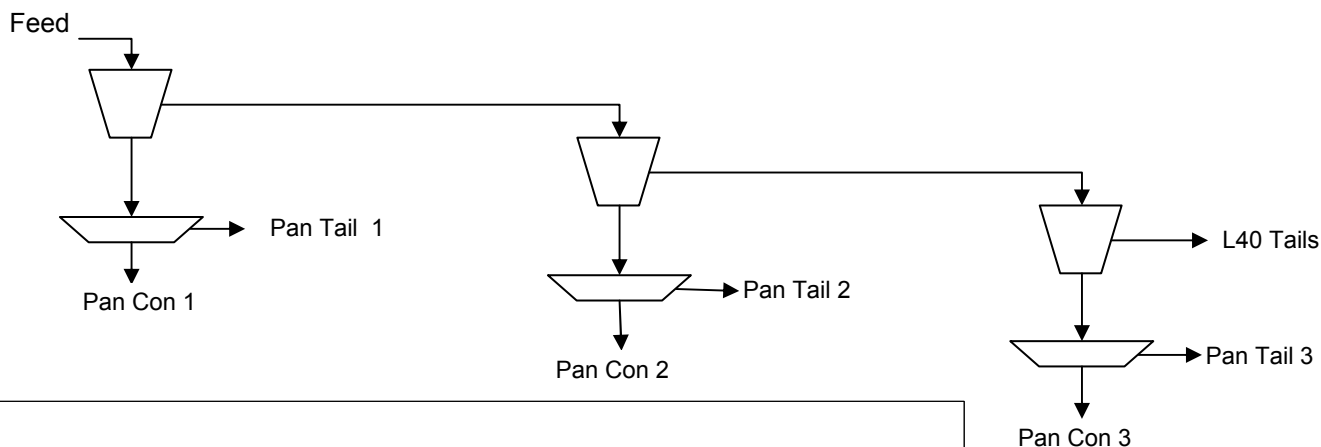 Feed
Pan Tail 1
Pan Con 1
Pan Tail 2
Pan Con 2
L40 Tails
Pan Tail 3
Pan Con 3